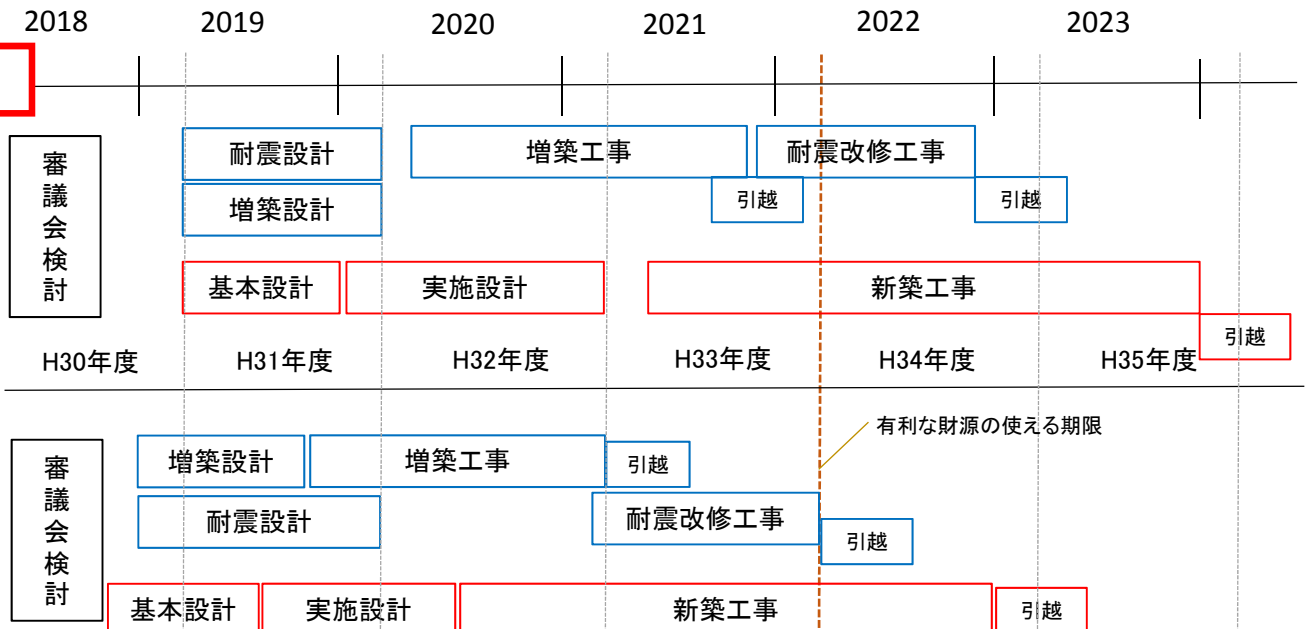 2018 2019 2020 2021 2022 2023
審議会検討
耐震設計 増築工事 耐震改修工事
増築設計 引越 引越
基本設計 実施設計 新築工事
引越
H30年度 H31年度 H32年度 H33年度 H34年度 H35年度
有利な財源の使える期限
審議会検討
増築設計 増築工事 引越
耐震設計 耐震改修工事 引越
基本設計 実施設計 新築工事 引越